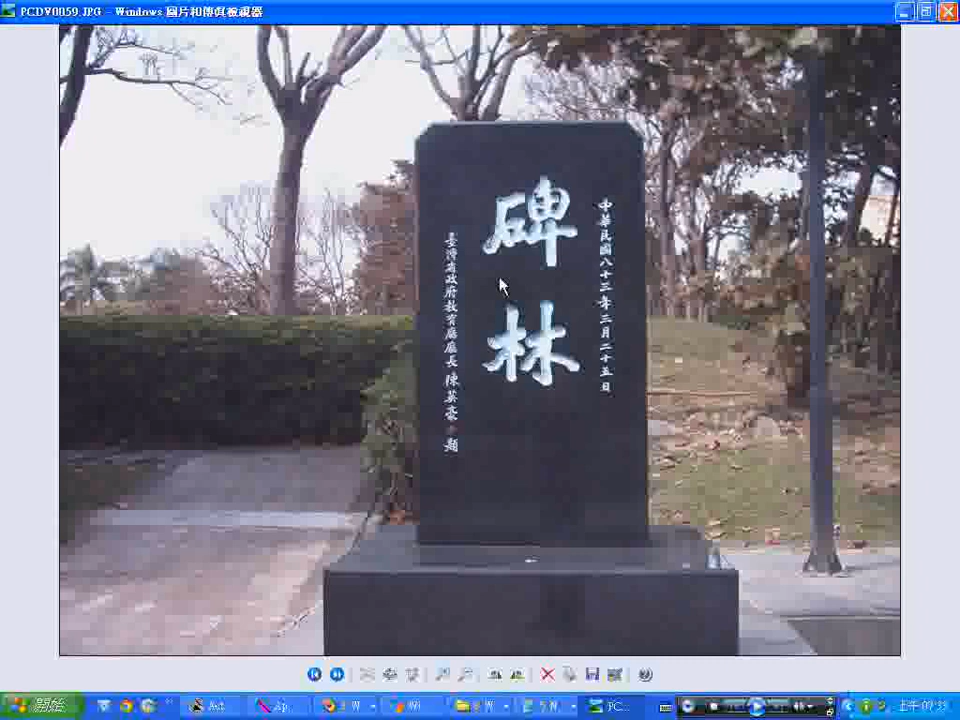 PCDV0059.JPG - Windows 圖片和傳真檢視器
中華民國八十三年三月二十五日
碑林
臺灣省政府教育廳廳長 陳英豪 題
開始
PC...